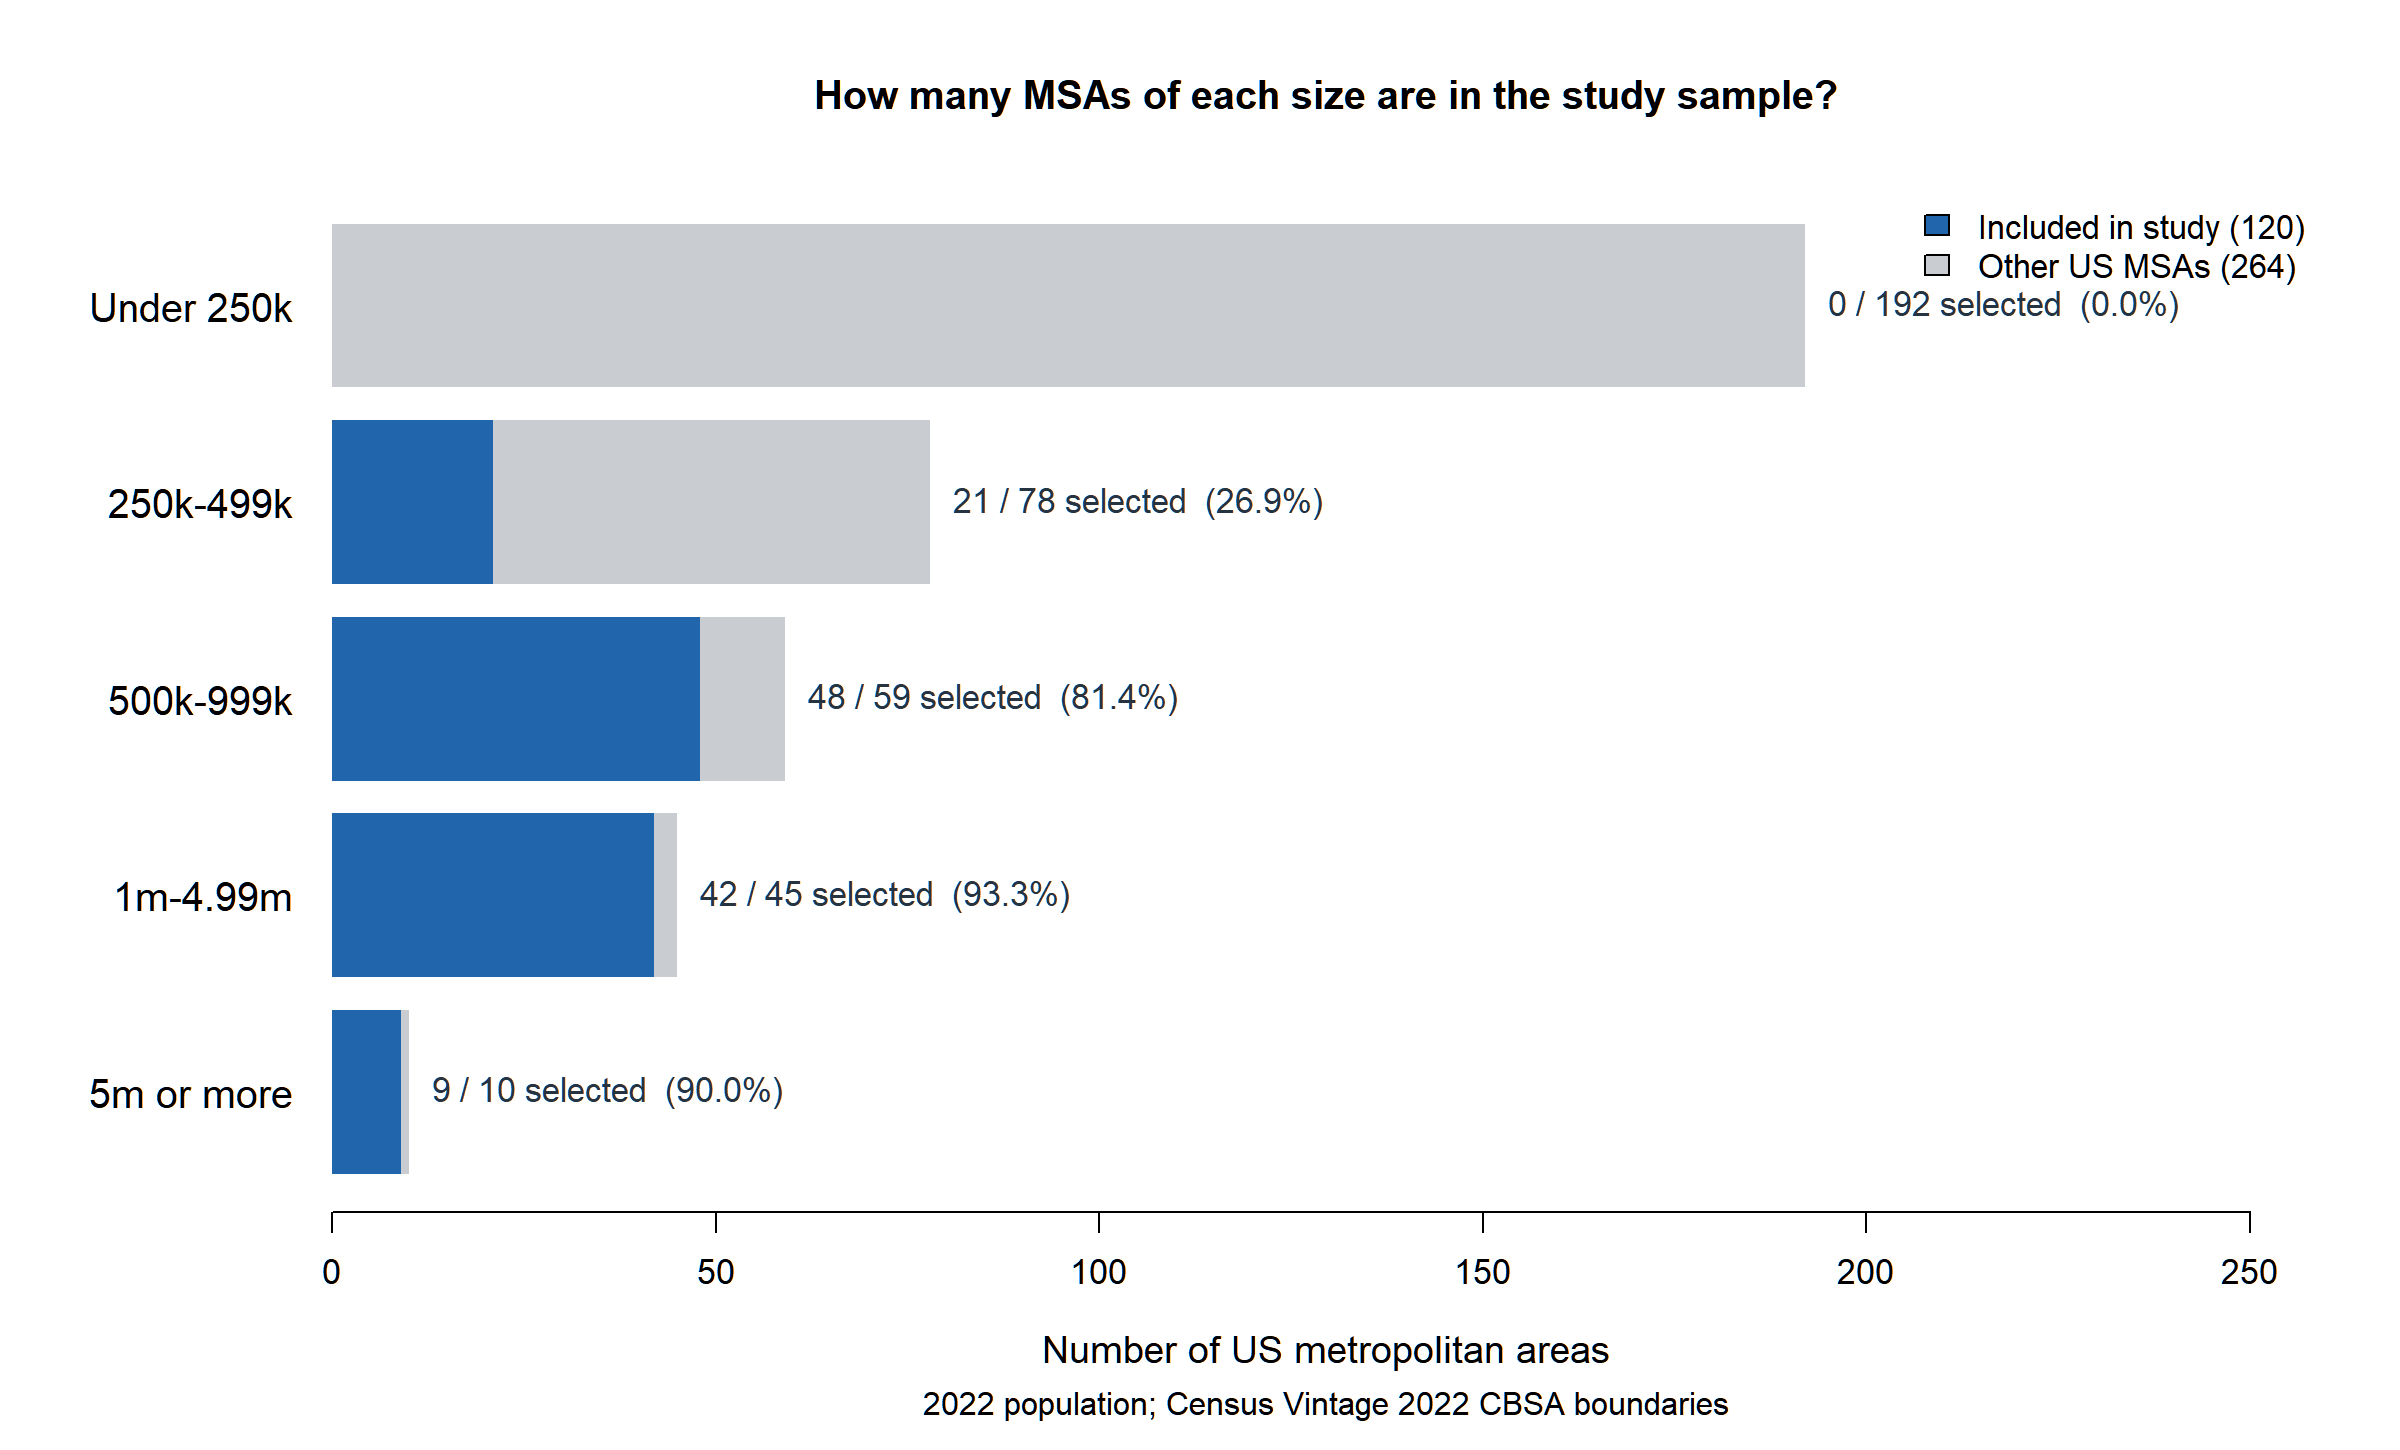 How many MSAs of each size are in the study sample?
Included in study (120)
Other US MSAs (264)
Under 250k
0 / 192 selected (0.0%)
250k-499k
21 / 78 selected (26.9%)
500k-999k
48 / 59 selected (81.4%)
1m-4.99m
42 / 45 selected (93.3%)
5m or more
9 / 10 selected (90.0%)
0 50 100 150 200 250
Number of US metropolitan areas
2022 population; Census Vintage 2022 CBSA boundaries